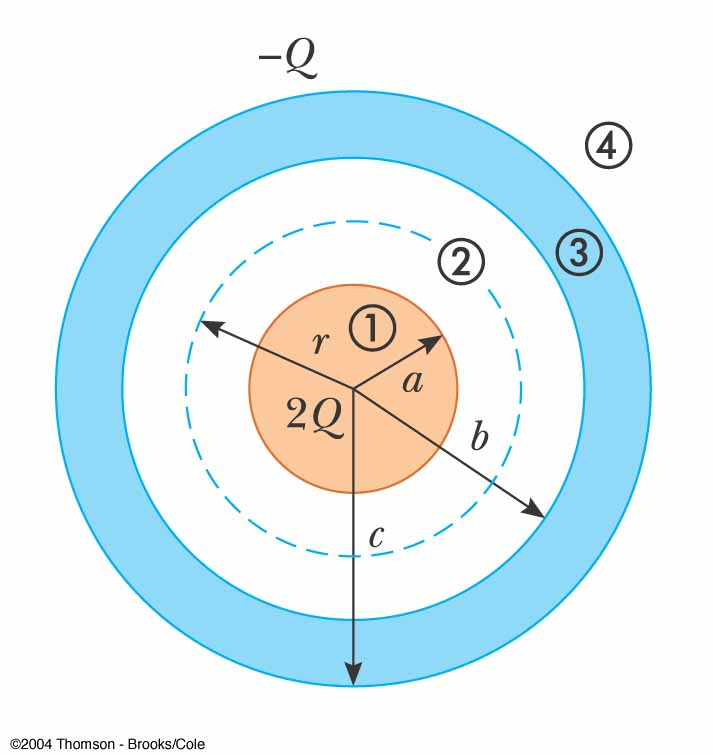 −Q
④
③
②
①
r
a
2Q
b
c
©2004 Thomson - Brooks/Cole